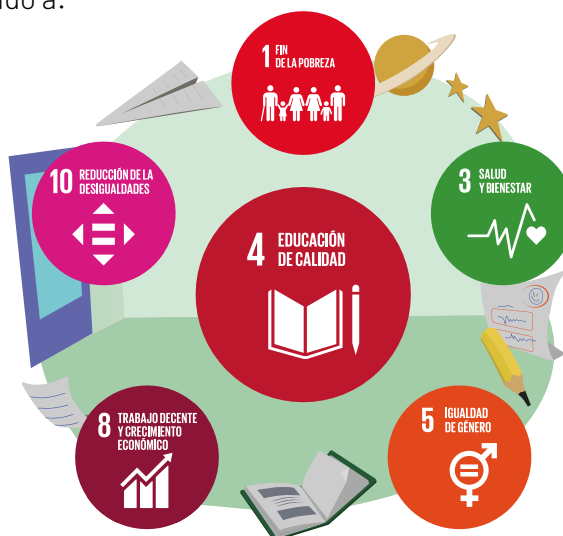 1 FIN
DE LA POBREZA
10 REDUCCIÓN DE LA
DESIGUALDADES
3 SALUD
Y BIENESTAR
4 EDUCACIÓN
DE CALIDAD
8 TRABAJO DECENTE
Y CRECIMIENTO
ECONÓMICO
5 IGUALDAD
DE GÉNERO